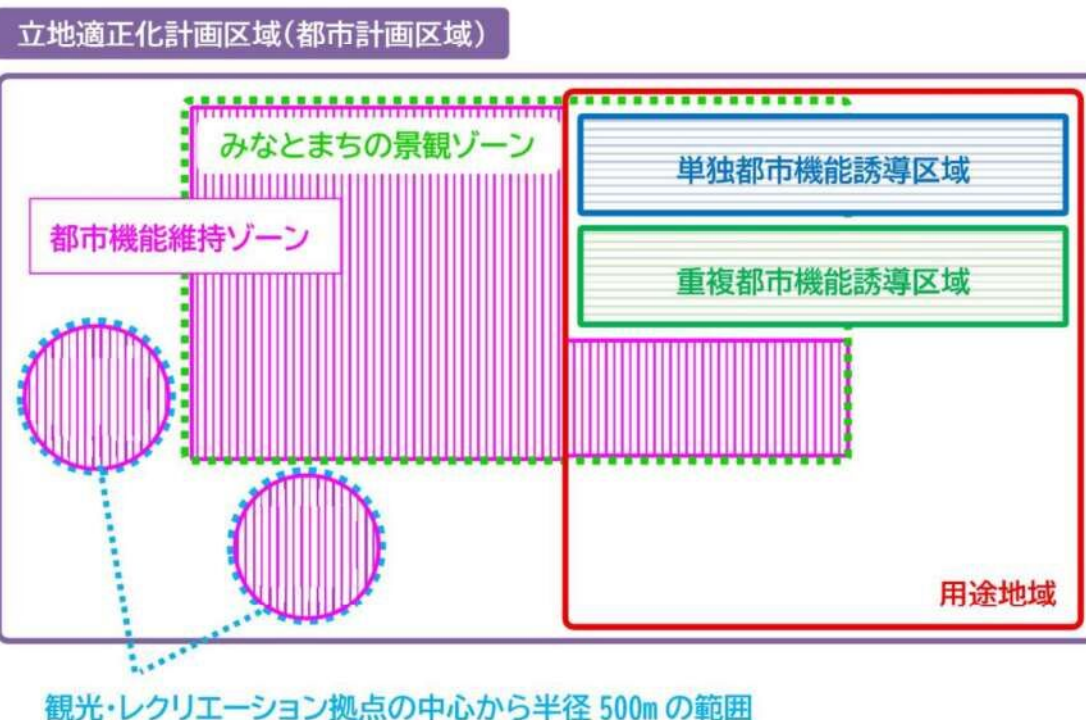 立地適正化計画区域(都市計画区域)
みなとまちの景観ゾーン
単独都市機能誘導区域
都市機能維持ゾーン
重複都市機能誘導区域
用途地域
観光・レクリエーション拠点の中心から半径 500m の範囲